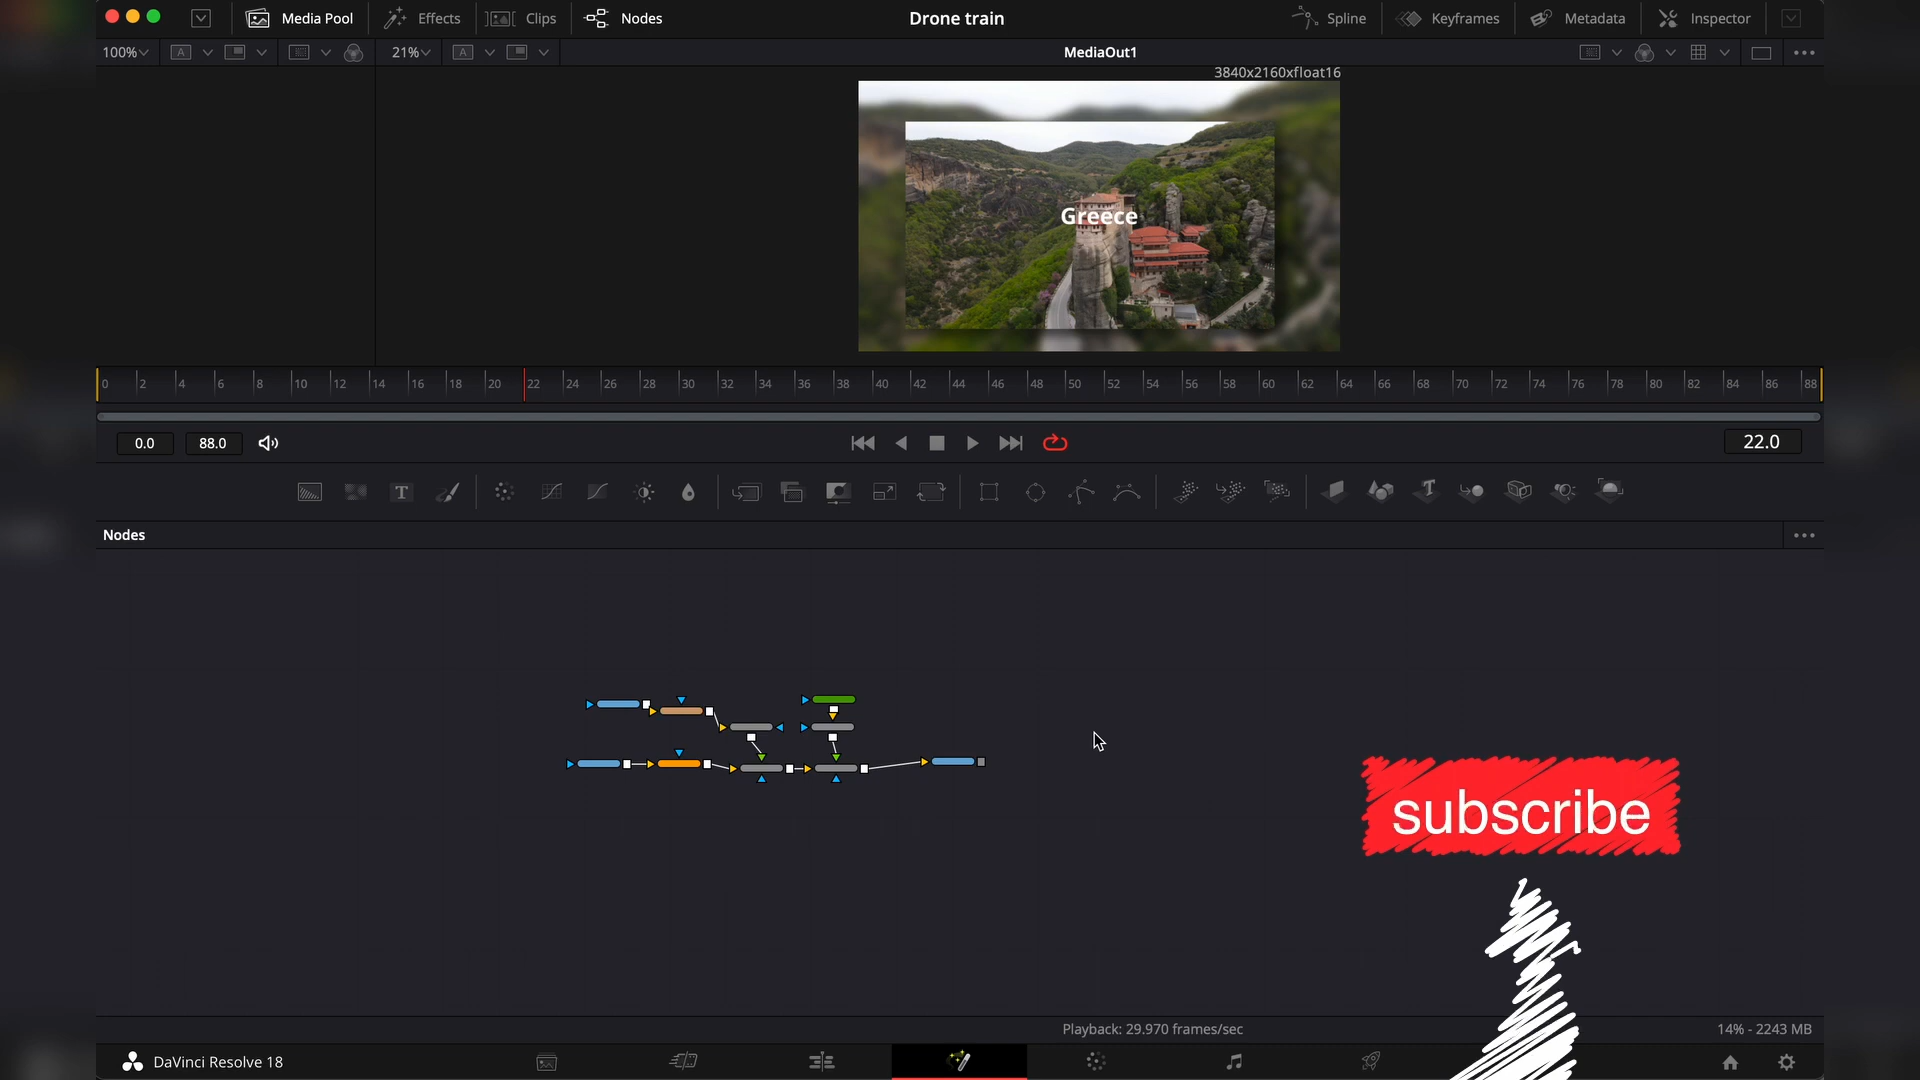 Media Pool
Effects
Clips
Nodes
Drone train
Spline
Keyframes
Metadata
Inspector
100%
A
21%
A
MediaOut1
3840x2160xfloat16
Greece
0 2 4 6 8 10 12 14 16 18 20 22 24 26 28 30 32 34 36 38 40 42 44 46 48 50 52 54 56 58 60 62 64 66 68 70 72 74 76 78 80 82 84 86 88
0.0
88.0
22.0
T
T
Nodes
subscribe
Playback: 29.970 frames/sec
14% - 2243 MB
DaVinci Resolve 18